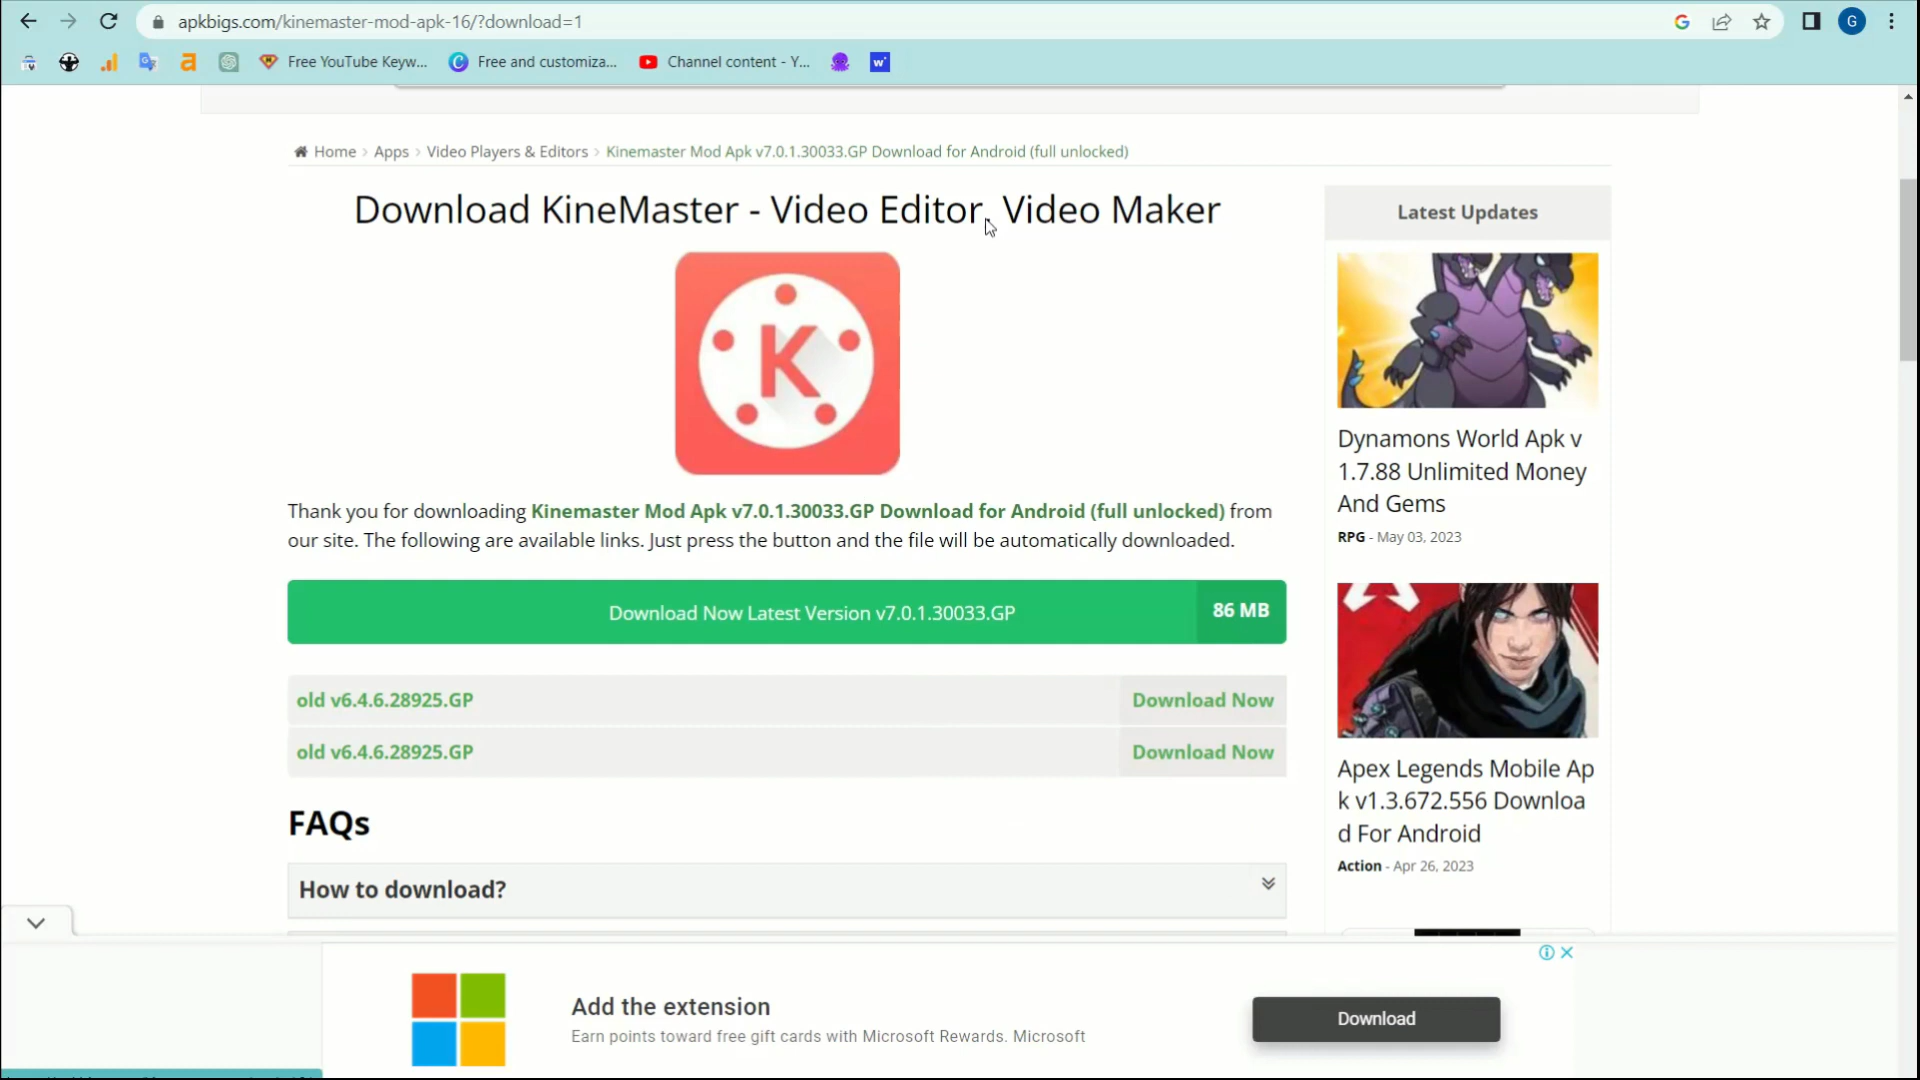 apkbigs.com/kinemaster-mod-apk-16/?download=1
G
Free YouTube Keyw...
Free and customiza...
Channel content - Y...
Home > Apps > Video Players & Editors > Kinemaster Mod Apk v7.0.1.30033.GP Download for Android (full unlocked)
Download KineMaster - Video Editor, Video Maker
K
Thank you for downloading Kinemaster Mod Apk v7.0.1.30033.GP Download for Android (full unlocked) from
our site. The following are available links. Just press the button and the file will be automatically downloaded.
Download Now Latest Version v7.0.1.30033.GP 86 MB
old v6.4.6.28925.GP Download Now
old v6.4.6.28925.GP Download Now
FAQs
How to download?
Latest Updates
Dynamons World Apk v
1.7.88 Unlimited Money
And Gems
RPG - May 03, 2023
Apex Legends Mobile Ap
k v1.3.672.556 Downloa
d For Android
Action - Apr 26, 2023
Add the extension
Earn points toward free gift cards with Microsoft Rewards. Microsoft
Download